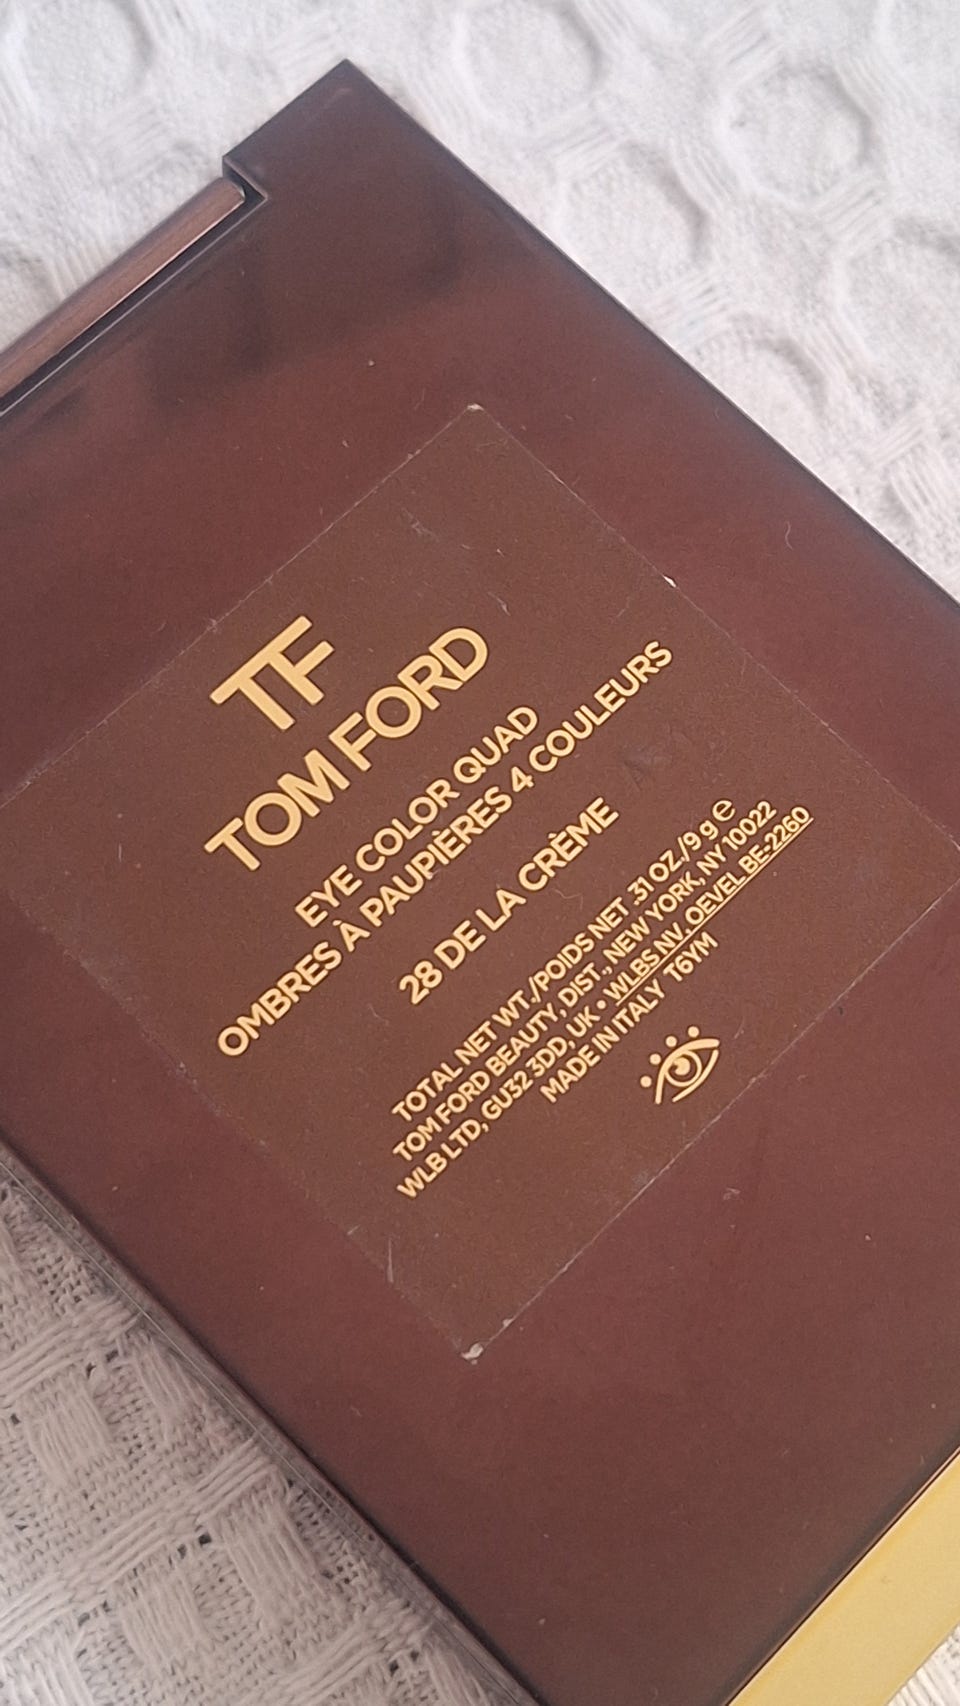 TF
TOM FORD
EYE COLOR QUAD
OMBRES À PAUPIÈRES 4 COULEURS
28 DE LA CRÈME
TOTAL NET WT./POIDS NET .31 OZ./9 g ℮
TOM FORD BEAUTY, DIST., NEW YORK, NY 10022
WLB LTD, GU32 3DD, UK • WLBS NV, OEVEL BE-2260
MADE IN ITALY T6YM